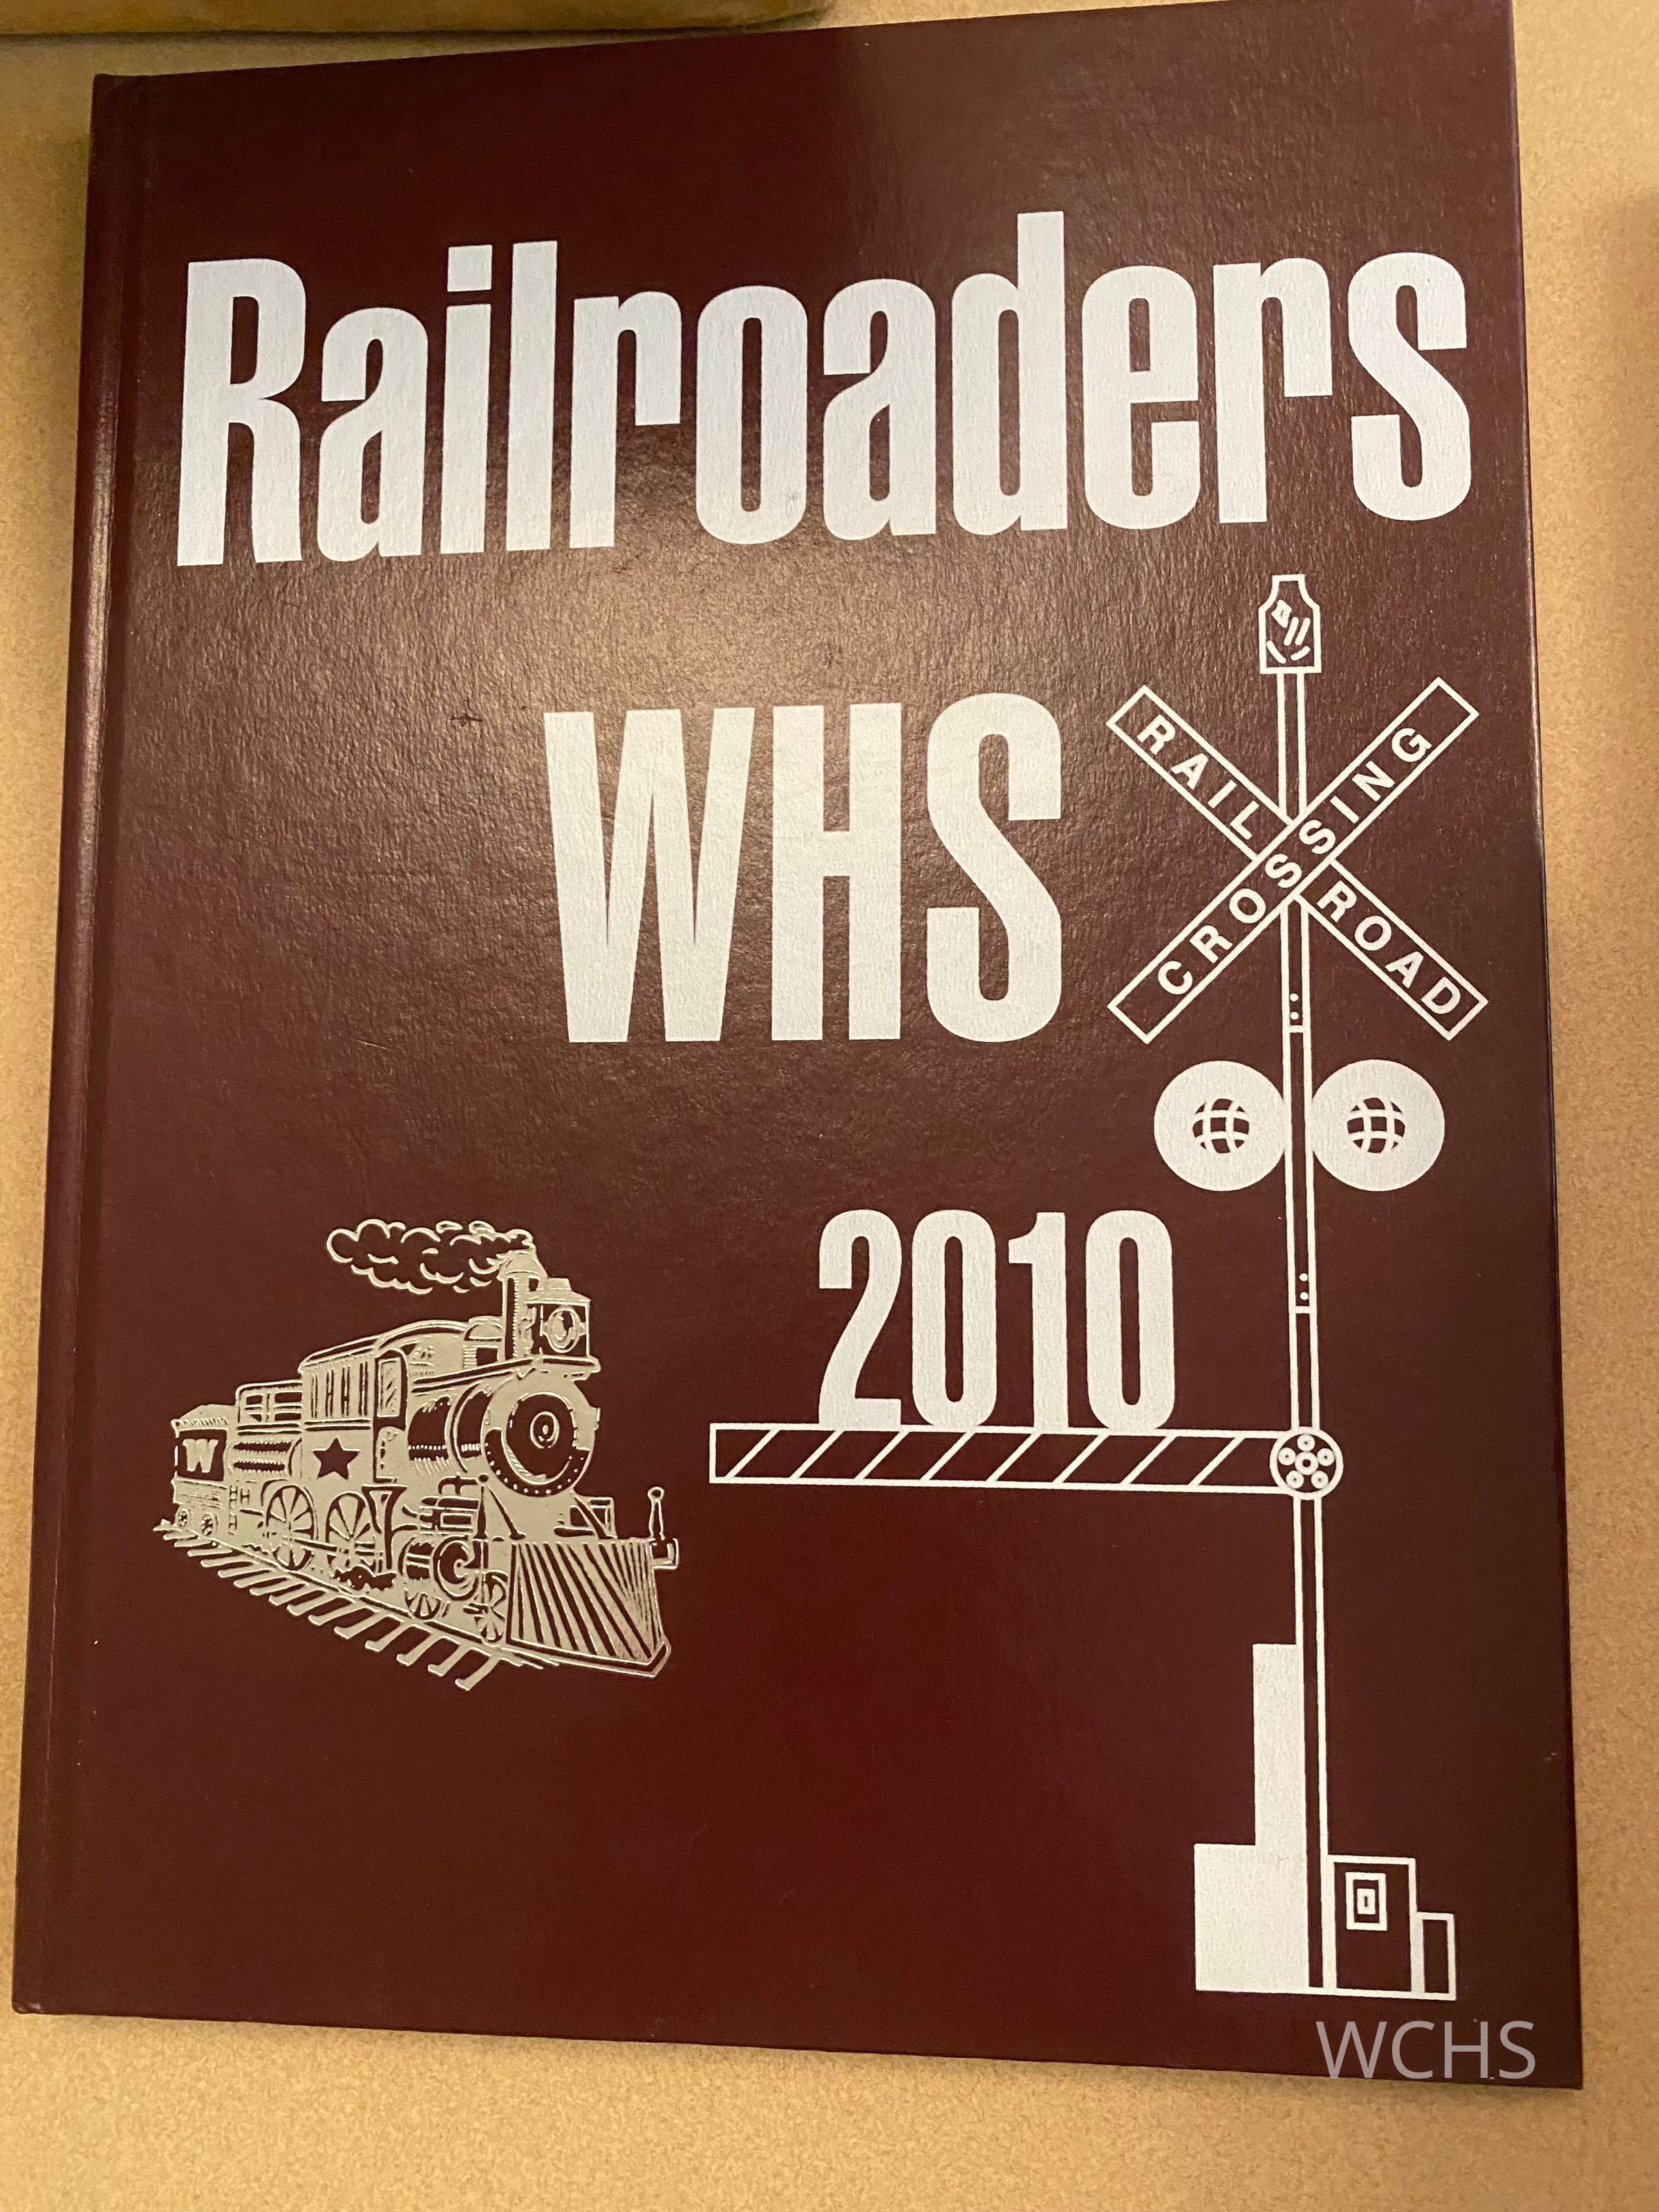 Railroaders
WHS
RAIL ROAD
CROSSING
2010
W
WCHS